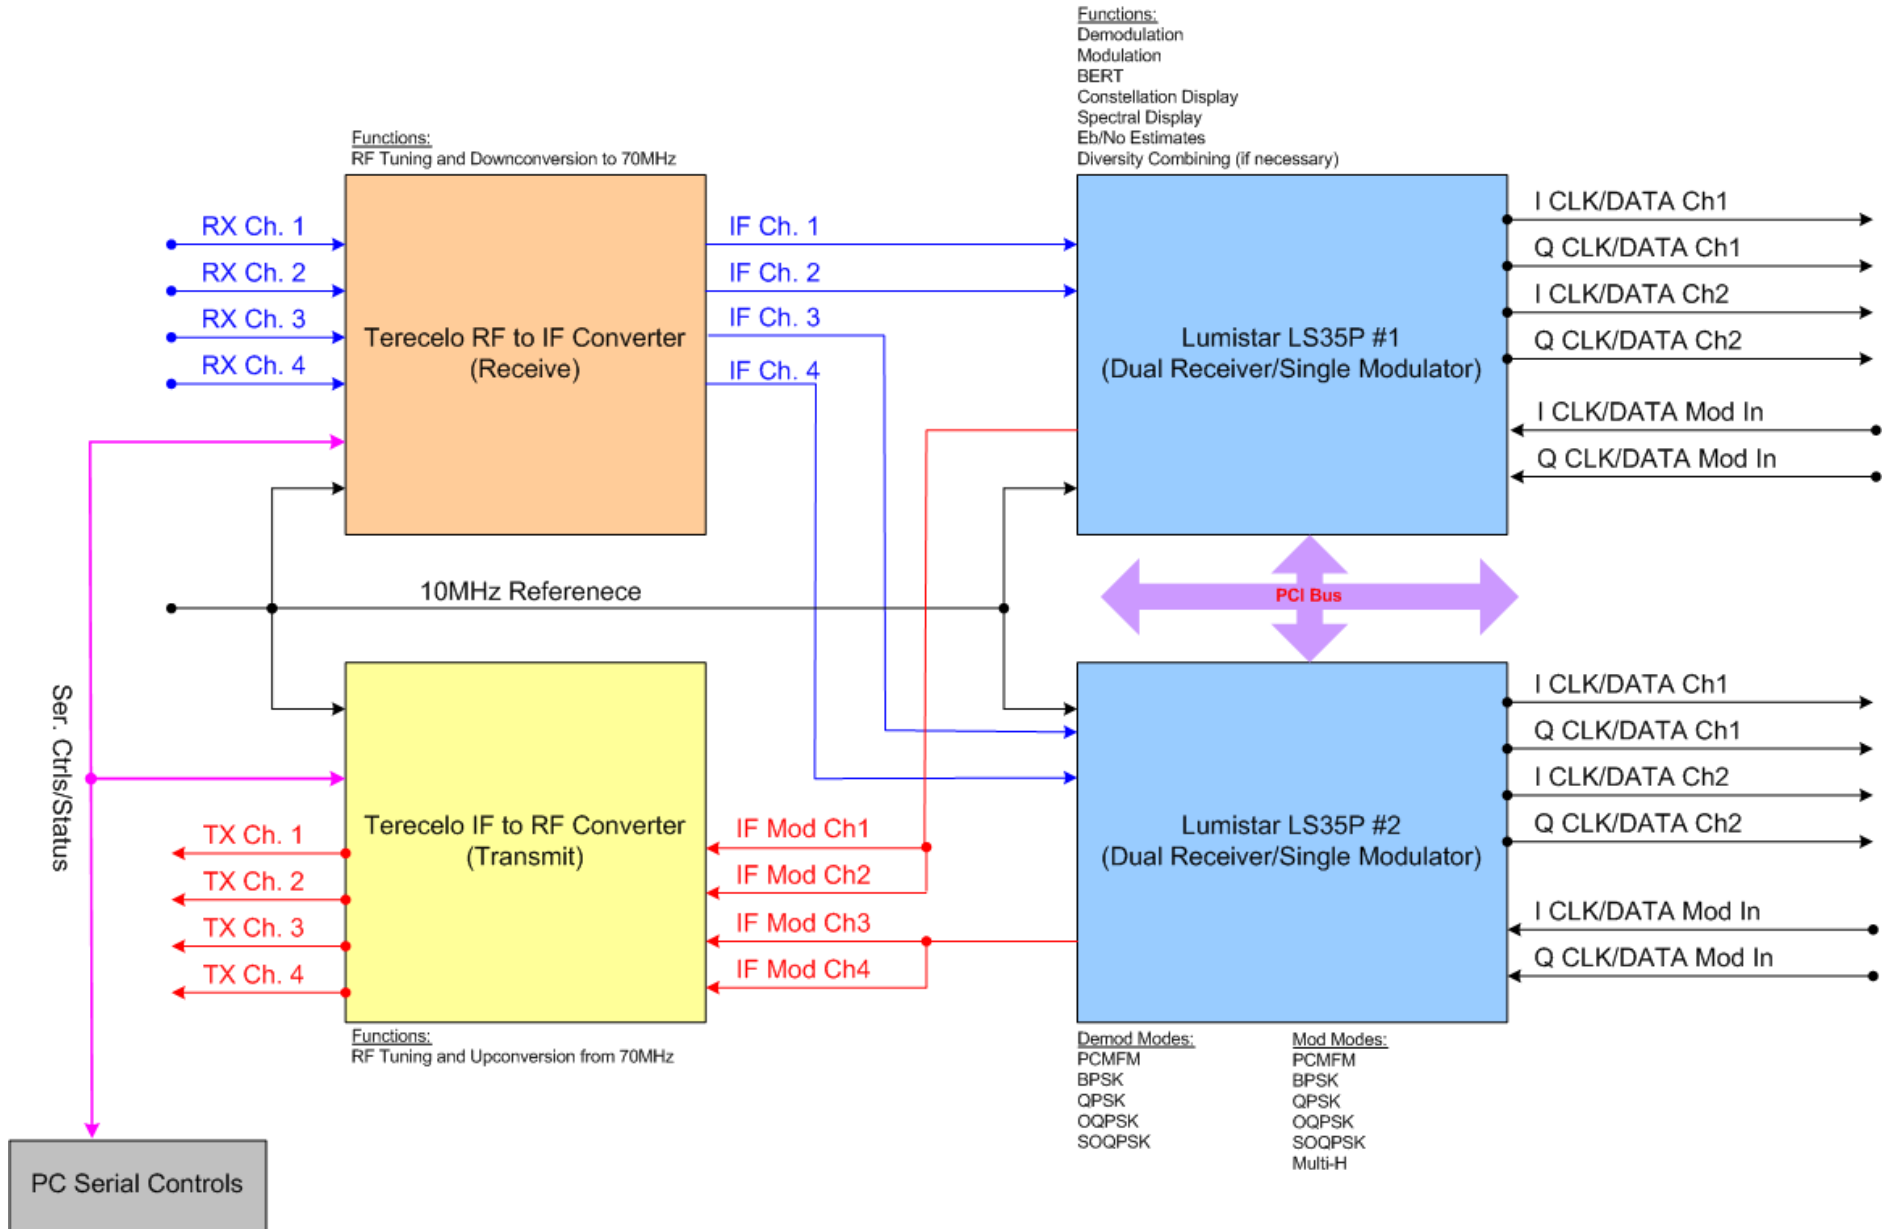 Functions:
Demodulation
Modulation
BERT
Constellation Display
Spectral Display
Eb/No Estimates
Diversity Combining (if necessary)
Functions:
RF Tuning and Downconversion to 70MHz
RX Ch. 1
RX Ch. 2
RX Ch. 3
RX Ch. 4
Terecelo RF to IF Converter
(Receive)
IF Ch. 1
IF Ch. 2
IF Ch. 3
IF Ch. 4
Lumistar LS35P #1
(Dual Receiver/Single Modulator)
I CLK/DATA Ch1
Q CLK/DATA Ch1
I CLK/DATA Ch2
Q CLK/DATA Ch2
I CLK/DATA Mod In
Q CLK/DATA Mod In
10MHz Referenece
PCI Bus
Ser. Ctrls/Status
Terecelo IF to RF Converter
(Transmit)
TX Ch. 1
TX Ch. 2
TX Ch. 3
TX Ch. 4
IF Mod Ch1
IF Mod Ch2
IF Mod Ch3
IF Mod Ch4
Lumistar LS35P #2
(Dual Receiver/Single Modulator)
I CLK/DATA Ch1
Q CLK/DATA Ch1
I CLK/DATA Ch2
Q CLK/DATA Ch2
I CLK/DATA Mod In
Q CLK/DATA Mod In
Functions:
RF Tuning and Upconversion from 70MHz
Demod Modes:
PCMFM
BPSK
QPSK
OQPSK
SOQPSK
Mod Modes:
PCMFM
BPSK
QPSK
OQPSK
SOQPSK
Multi-H
PC Serial Controls